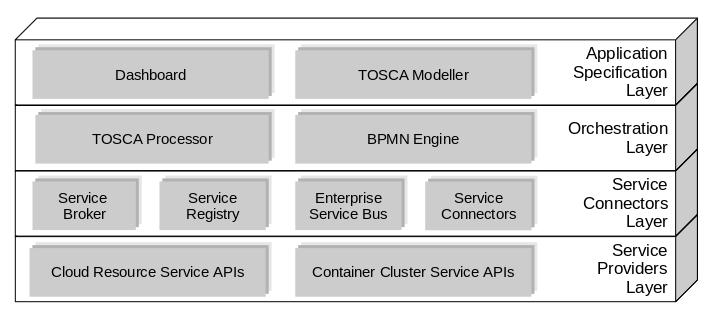 Dashboard
TOSCA Modeller
Application
Specification
Layer
TOSCA Processor
BPMN Engine
Orchestration
Layer
Service
Broker
Service
Registry
Enterprise
Service Bus
Service
Connectors
Service
Connectors
Layer
Cloud Resource Service APIs
Container Cluster Service APIs
Service
Providers
Layer